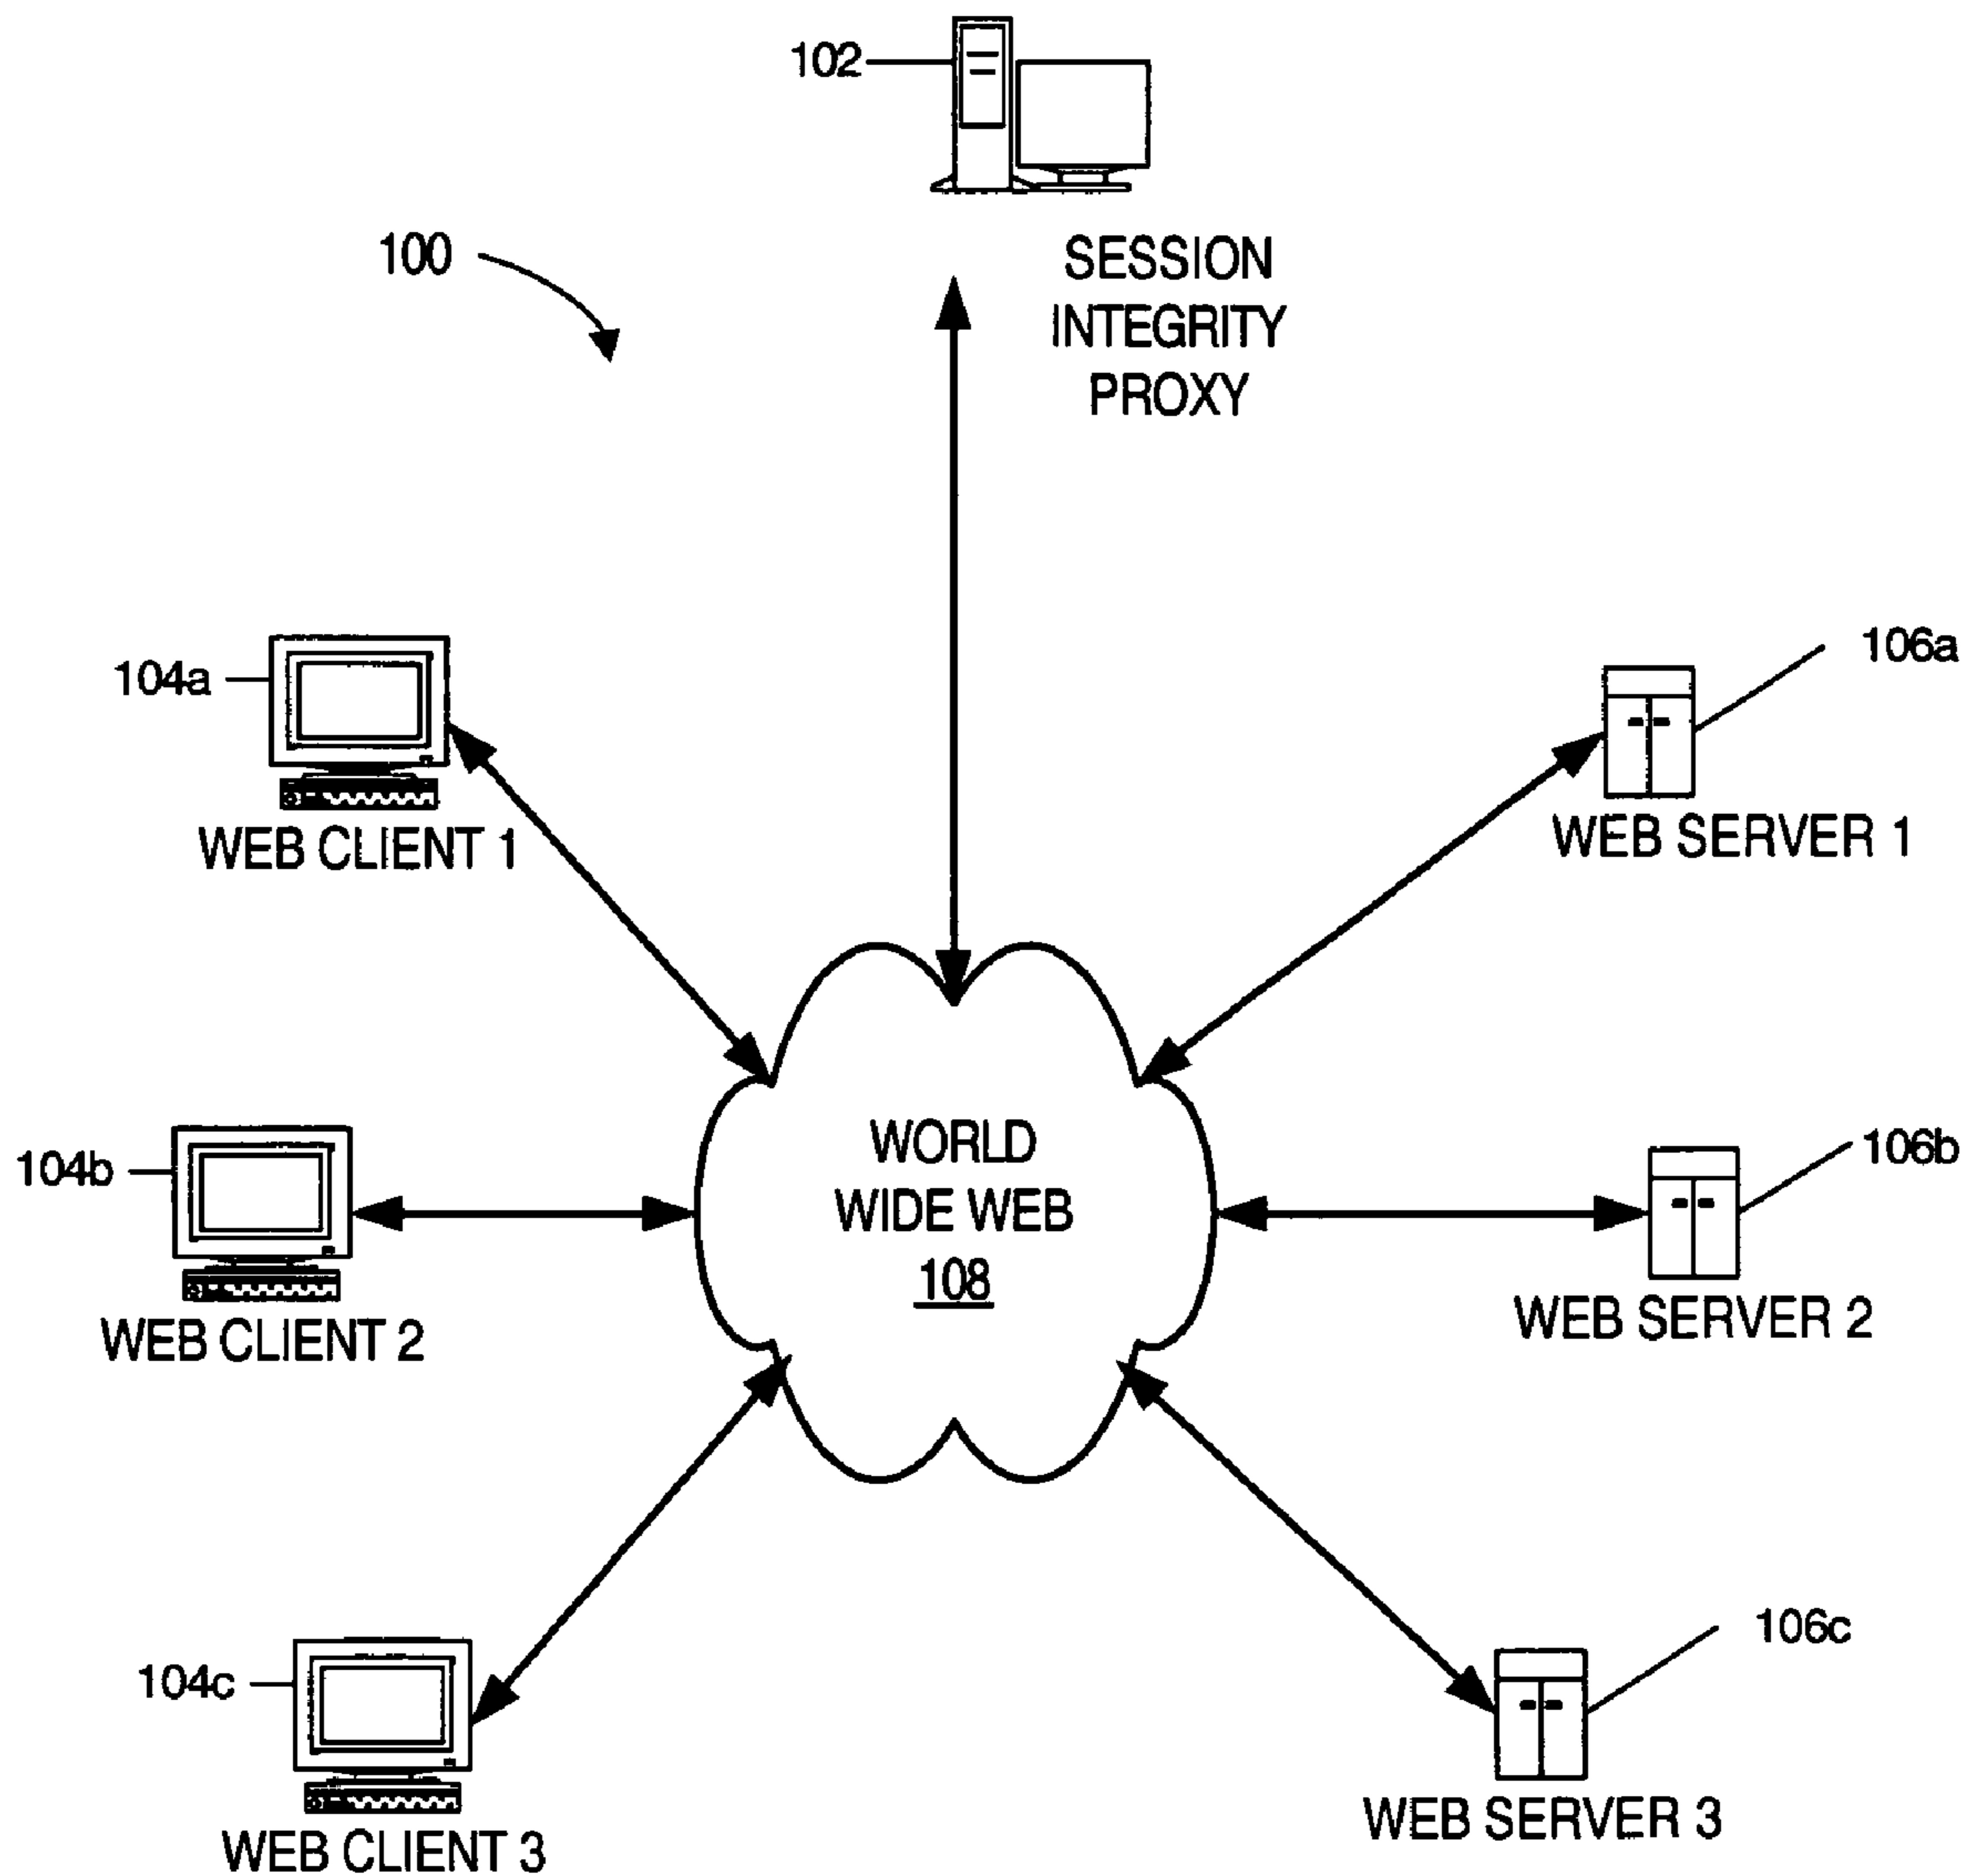 102
100
SESSION
INTEGRITY
PROXY
104a
106a
WEB CLIENT 1
WEB SERVER 1
104b
WORLD
WIDE WEB
108
106b
WEB CLIENT 2
WEB SERVER 2
104c
106c
WEB CLIENT 3
WEB SERVER 3